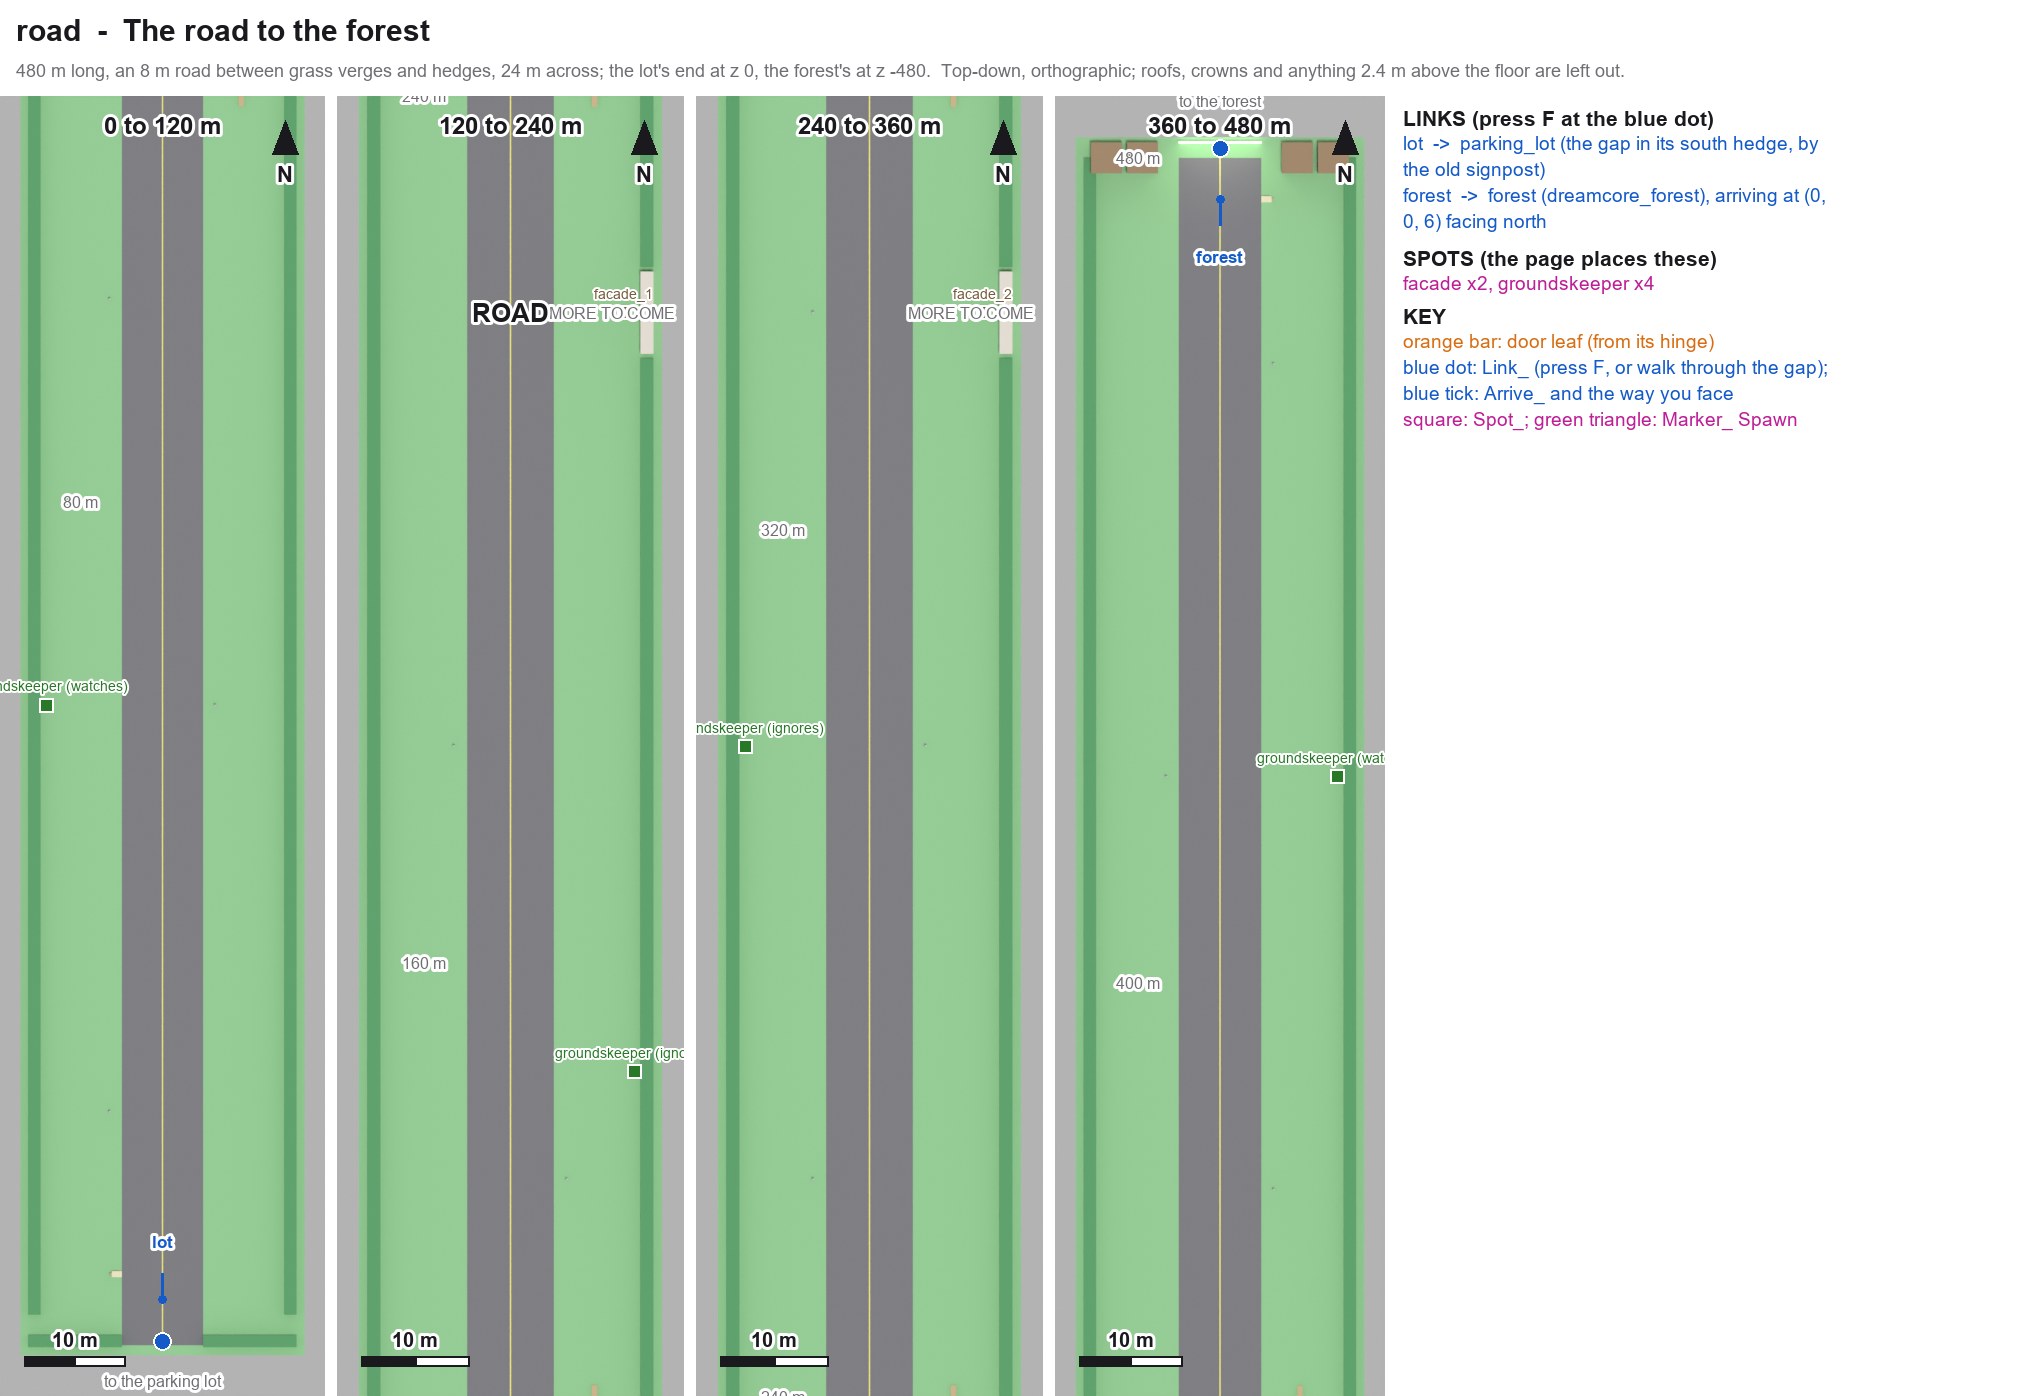 road - The road to the forest
480 m long, an 8 m road between grass verges and hedges, 24 m across; the lot's end at z 0, the forest's at z -480. Top-down, orthographic; roofs, crowns and anything 2.4 m above the floor are left out.
0 to 120 m
N
80 m
ndskeeper (watches)
lot
10 m
to the parking lot
240 m
120 to 240 m
N
facade_1
ROAD
MORE TO COME
160 m
groundskeeper (igno
10 m
240 to 360 m
N
facade_2
MORE TO COME
320 m
ndskeeper (ignores)
10 m
240 m
to the forest
360 to 480 m
480 m
N
forest
groundskeeper (wat
400 m
10 m
LINKS (press F at the blue dot)
lot -> parking_lot (the gap in its south hedge, by
the old signpost)
forest -> forest (dreamcore_forest), arriving at (0,
0, 6) facing north
SPOTS (the page places these)
facade x2, groundskeeper x4
KEY
orange bar: door leaf (from its hinge)
blue dot: Link_ (press F, or walk through the gap);
blue tick: Arrive_ and the way you face
square: Spot_; green triangle: Marker_ Spawn